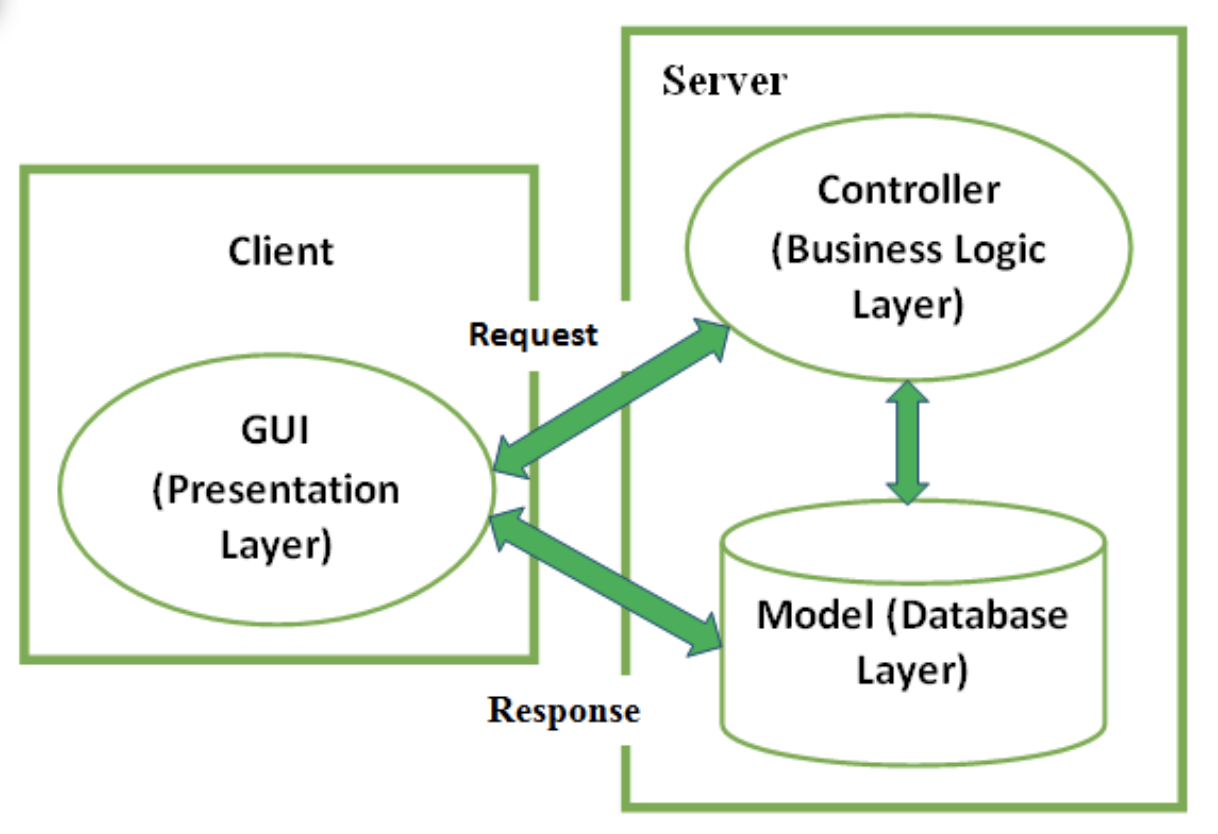 Server
Controller
(Business Logic
Layer)
Client
Request
GUI
(Presentation
Layer)
Model (Database
Layer)
Response